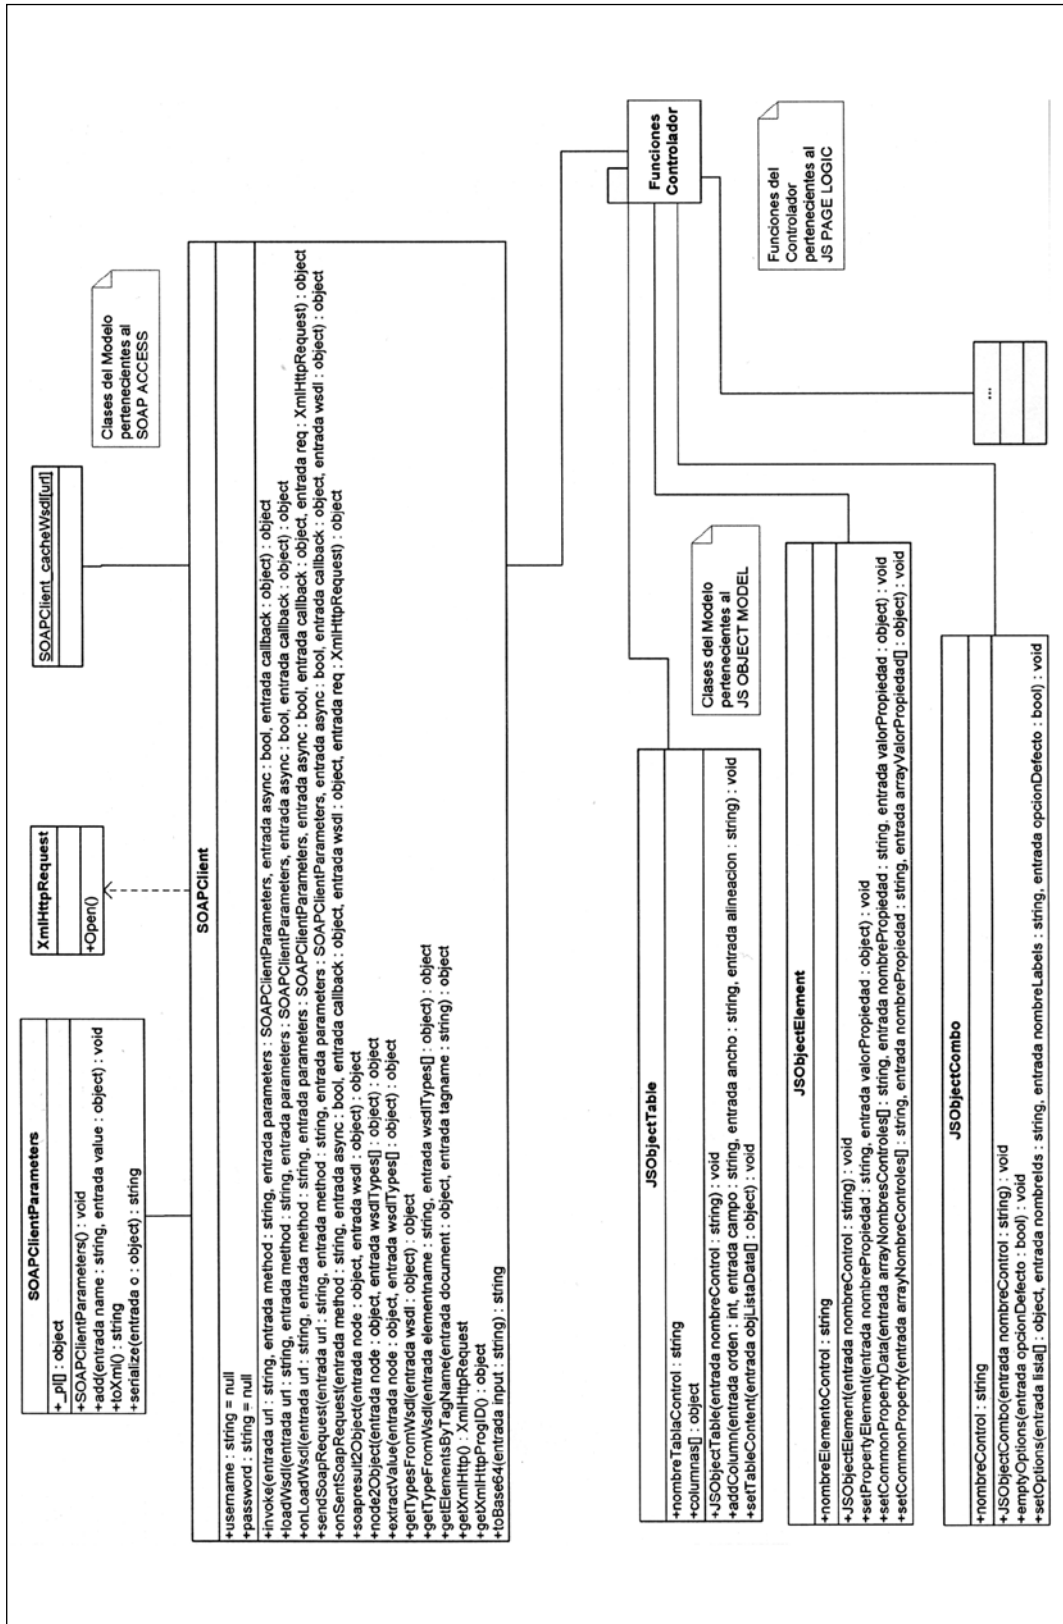 SOAPClientParameters
+_pl[] : object
+SOAPClientParameters() : void
+add(entrada name : string, entrada value : object) : void
+toXml() : string
+serialize(entrada o : object) : string
XmlHttpRequest
+Open()
SOAPClient_cacheWsdl[url]
Clases del Modelo
pertenecientes al
SOAP ACCESS
SOAPClient
+username : string = null
+password : string = null
+invoke(entrada url : string, entrada method : string, entrada parameters : SOAPClientParameters, entrada async : bool, entrada callback : object) : object
+loadWsdl(entrada url : string, entrada method : string, entrada parameters : SOAPClientParameters, entrada async : bool, entrada callback : object) : object
+onLoadWsdl(entrada url : string, entrada method : string, entrada parameters : SOAPClientParameters, entrada async : bool, entrada callback : object, entrada req : XmlHttpRequest) : object
+sendSoapRequest(entrada url : string, entrada method : string, entrada parameters : SOAPClientParameters, entrada async : bool, entrada callback : object, entrada wsdl : object) : object
+onSentSoapRequest(entrada method : string, entrada async : bool, entrada callback : object, entrada wsdl : object, entrada req : XmlHttpRequest) : object
+soapresult2Object(entrada node : object, entrada wsdl : object) : object
+node2Object(entrada node : object, entrada wsdlTypes[] : object) : object
+extractValue(entrada node : object, entrada wsdlTypes[] : object) : object
+getTypesFromWsdl(entrada wsdl : object) : object
+getTypeFromWsdl(entrada elementname : string, entrada wsdlTypes[] : object) : object
+getElementsByTagName(entrada document : object, entrada tagname : string) : object
+getXmlHttp() : XmlHttpRequest
+getXmlHttpProgID() : object
+toBase64(entrada input : string) : string
Funciones
Controlador
Funciones del
Controlador
pertenecientes al
JS PAGE LOGIC
Clases del Modelo
pertenecientes al
JS OBJECT MODEL
JSObjectTable
+nombreTablaControl : string
+columnas[] : object
+JSObjectTable(entrada nombreControl : string) : void
+addColumn(entrada orden : int, entrada campo : string, entrada ancho : string, entrada alineacion : string) : void
+setTableContent(entrada objListaData[] : object) : void
JSObjectElement
+nombreElementoControl : string
+JSObjectElement(entrada nombreControl : string) : void
+setPropertyElement(entrada nombrePropiedad : string, entrada valorPropiedad : object) : void
+setCommonPropertyData(entrada arrayNombresControles[] : string, entrada nombrePropiedad : string, entrada valorPropiedad : object) : void
+setCommonProperty(entrada arrayNombreControles[] : string, entrada nombrePropiedad : string, entrada arrayValorPropiedad[] : object) : void
...
JSObjectCombo
+nombreControl : string
+JSObjectCombo(entrada nombreControl : string) : void
+emptyOptions(entrada opcionDefecto : bool) : void
+setOptions(entrada lista[] : object, entrada nombreIds : string, entrada nombreLabels : string, entrada opcionDefecto : bool) : void